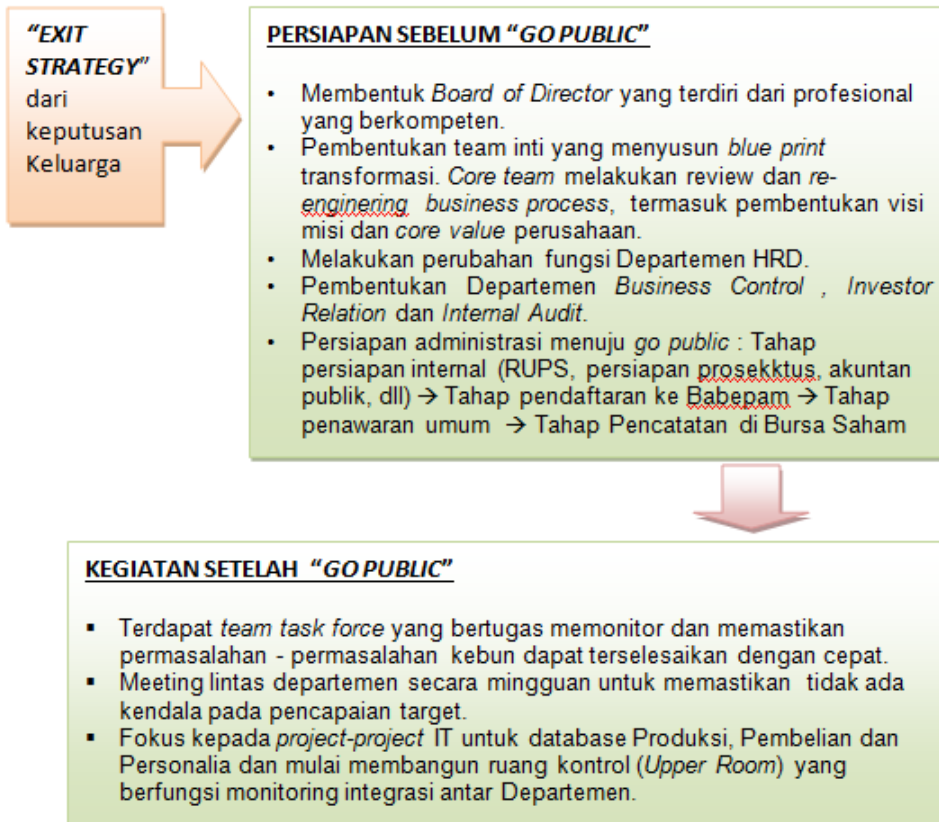 "EXIT
STRATEGY"
dari
keputusan
Keluarga
PERSIAPAN SEBELUM "GO PUBLIC"
• Membentuk Board of Director yang terdiri dari profesional
yang berkompeten.
• Pembentukan team inti yang menyusun blue print
transformasi. Core team melakukan review dan re-
enginering business process, termasuk pembentukan visi
misi dan core value perusahaan.
• Melakukan perubahan fungsi Departemen HRD.
• Pembentukan Departemen Business Control , Investor
Relation dan Internal Audit.
• Persiapan administrasi menuju go public : Tahap
persiapan internal (RUPS, persiapan prosekktus, akuntan
publik, dll) → Tahap pendaftaran ke Babepam → Tahap
penawaran umum → Tahap Pencatatan di Bursa Saham
KEGIATAN SETELAH "GO PUBLIC"
▪ Terdapat team task force yang bertugas memonitor dan memastikan
permasalahan - permasalahan kebun dapat terselesaikan dengan cepat.
▪ Meeting lintas departemen secara mingguan untuk memastikan tidak ada
kendala pada pencapaian target.
▪ Fokus kepada project-project IT untuk database Produksi, Pembelian dan
Personalia dan mulai membangun ruang kontrol (Upper Room) yang
berfungsi monitoring integrasi antar Departemen.